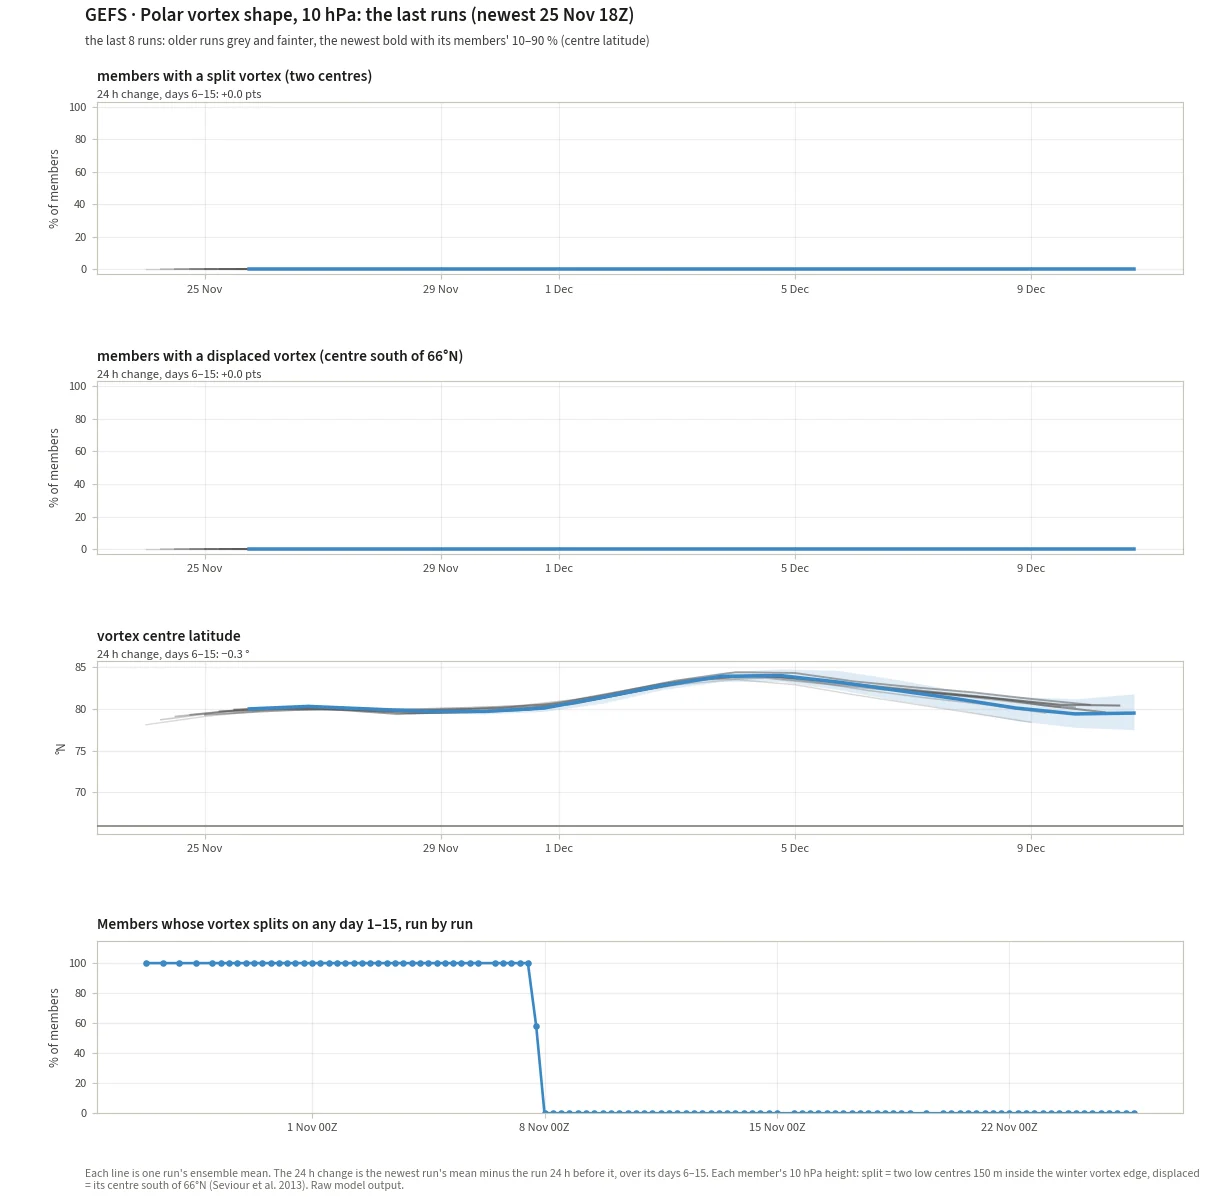 GEFS · Polar vortex shape, 10 hPa: the last runs (newest 25 Nov 18Z)
the last 8 runs: older runs grey and fainter, the newest bold with its members' 10–90 % (centre latitude)
members with a split vortex (two centres)
24 h change, days 6–15: +0.0 pts
100
80
60
40
20
0
% of members
25 Nov
29 Nov
1 Dec
5 Dec
9 Dec
members with a displaced vortex (centre south of 66°N)
24 h change, days 6–15: +0.0 pts
100
80
60
40
20
0
% of members
25 Nov
29 Nov
1 Dec
5 Dec
9 Dec
vortex centre latitude
24 h change, days 6–15: −0.3 °
85
80
75
70
°N
25 Nov
29 Nov
1 Dec
5 Dec
9 Dec
Members whose vortex splits on any day 1–15, run by run
100
80
60
40
20
0
% of members
1 Nov 00Z
8 Nov 00Z
15 Nov 00Z
22 Nov 00Z
Each line is one run's ensemble mean. The 24 h change is the newest run's mean minus the run 24 h before it, over its days 6–15. Each member's 10 hPa height: split = two low centres 150 m inside the winter vortex edge, displaced
= its centre south of 66°N (Seviour et al. 2013). Raw model output.